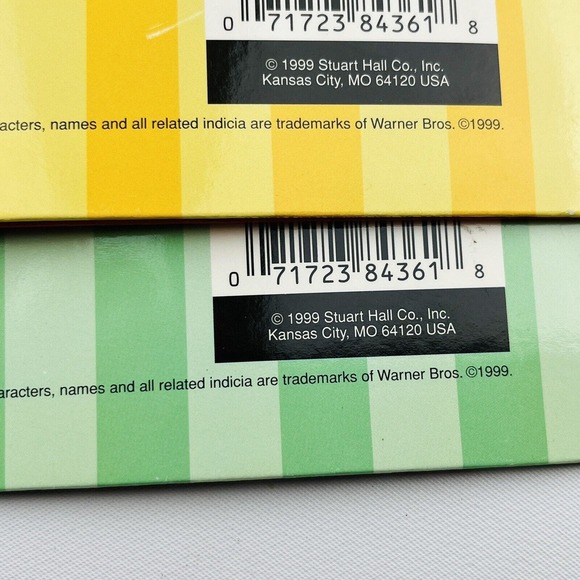 0 71723 84361 8
© 1999 Stuart Hall Co., Inc.
Kansas City, MO 64120 USA
acters, names and all related indicia are trademarks of Warner Bros. ©1999.
0 71723 84361 8
© 1999 Stuart Hall Co., Inc.
Kansas City, MO 64120 USA
aracters, names and all related indicia are trademarks of Warner Bros. ©1999.